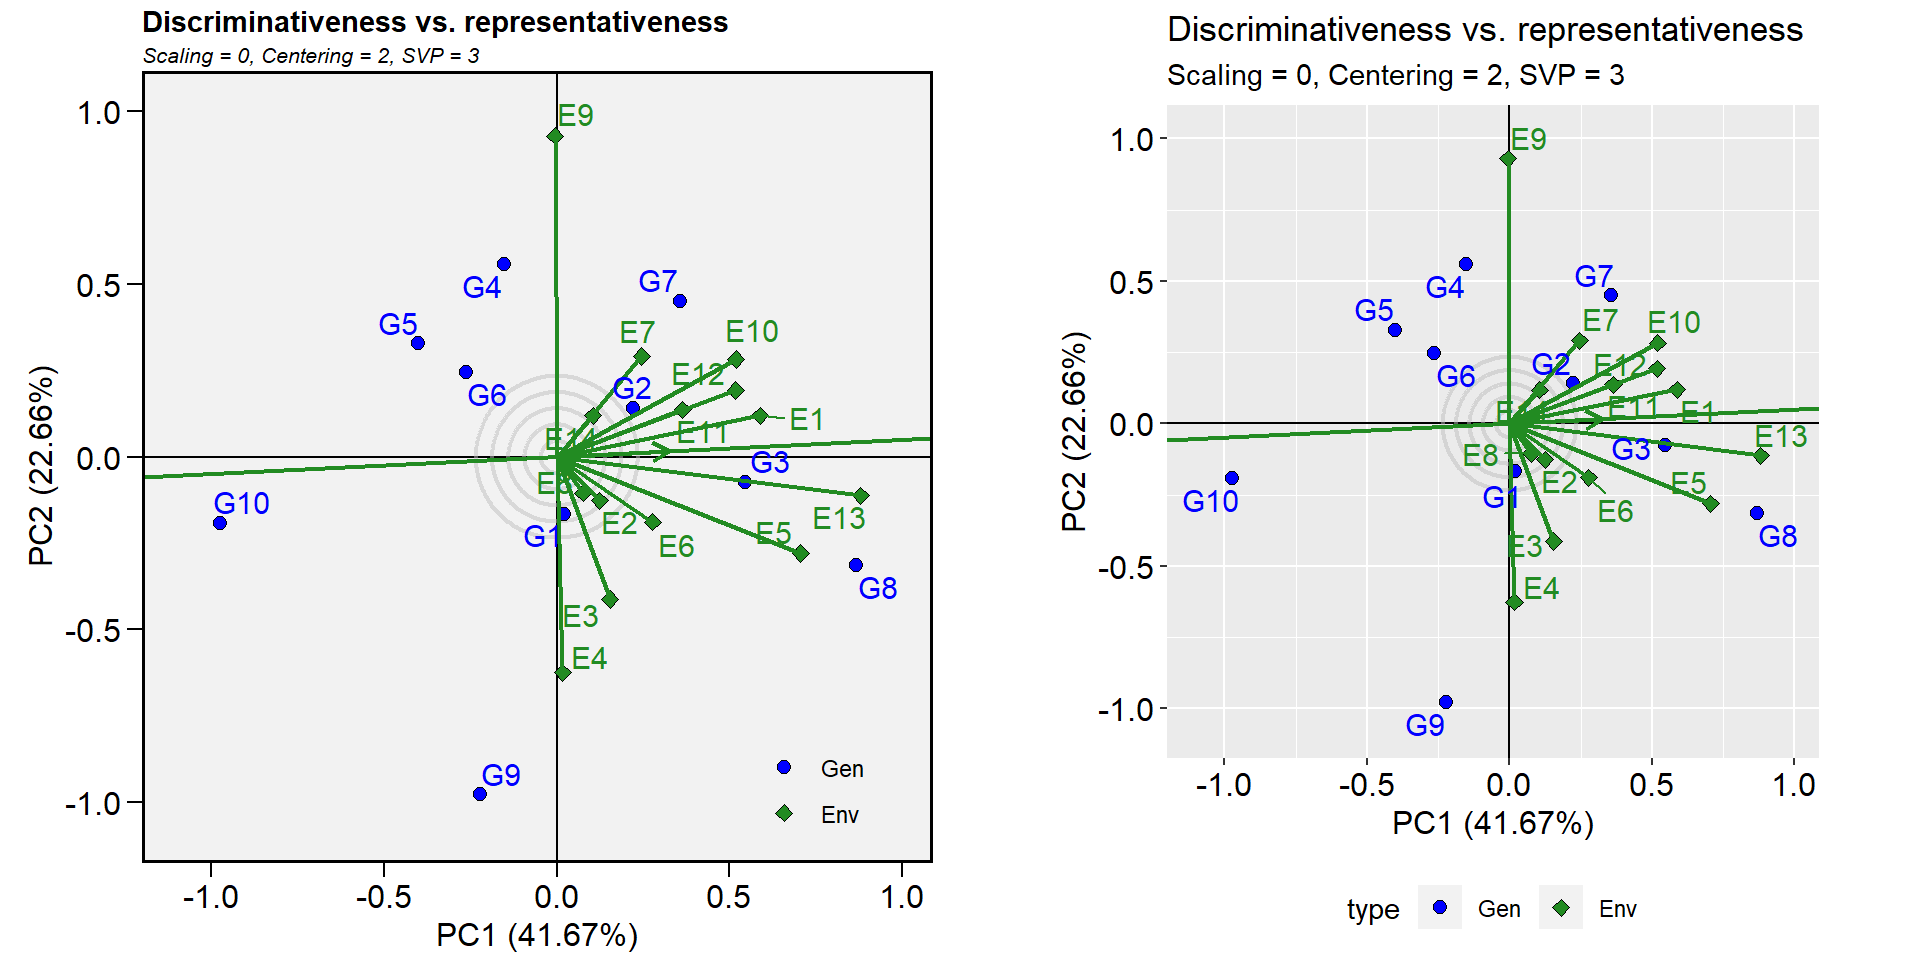 Discriminativeness vs. representativeness
Scaling = 0, Centering = 2, SVP = 3
PC2 (22.66%)
1.0
0.5
0.0
-0.5
-1.0
E9
G4
G7
G5
E7
E10
G6
G2
E12
E1
E14
E11
G3
G10
E13
G1
E2
E6
E5
G8
E3
E4
G9
Gen
Env
-1.0
-0.5
0.0
0.5
1.0
PC1 (41.67%)
Discriminativeness vs. representativeness
Scaling = 0, Centering = 2, SVP = 3
PC2 (22.66%)
1.0
0.5
0.0
-0.5
-1.0
E9
G4
G7
G5
E7
E10
G6
G2
E12
E11
E1
G3
E13
E8
G10
G1
E2
E6
E5
G8
E3
E4
G9
-1.0
-0.5
0.0
0.5
1.0
PC1 (41.67%)
type
Gen
Env